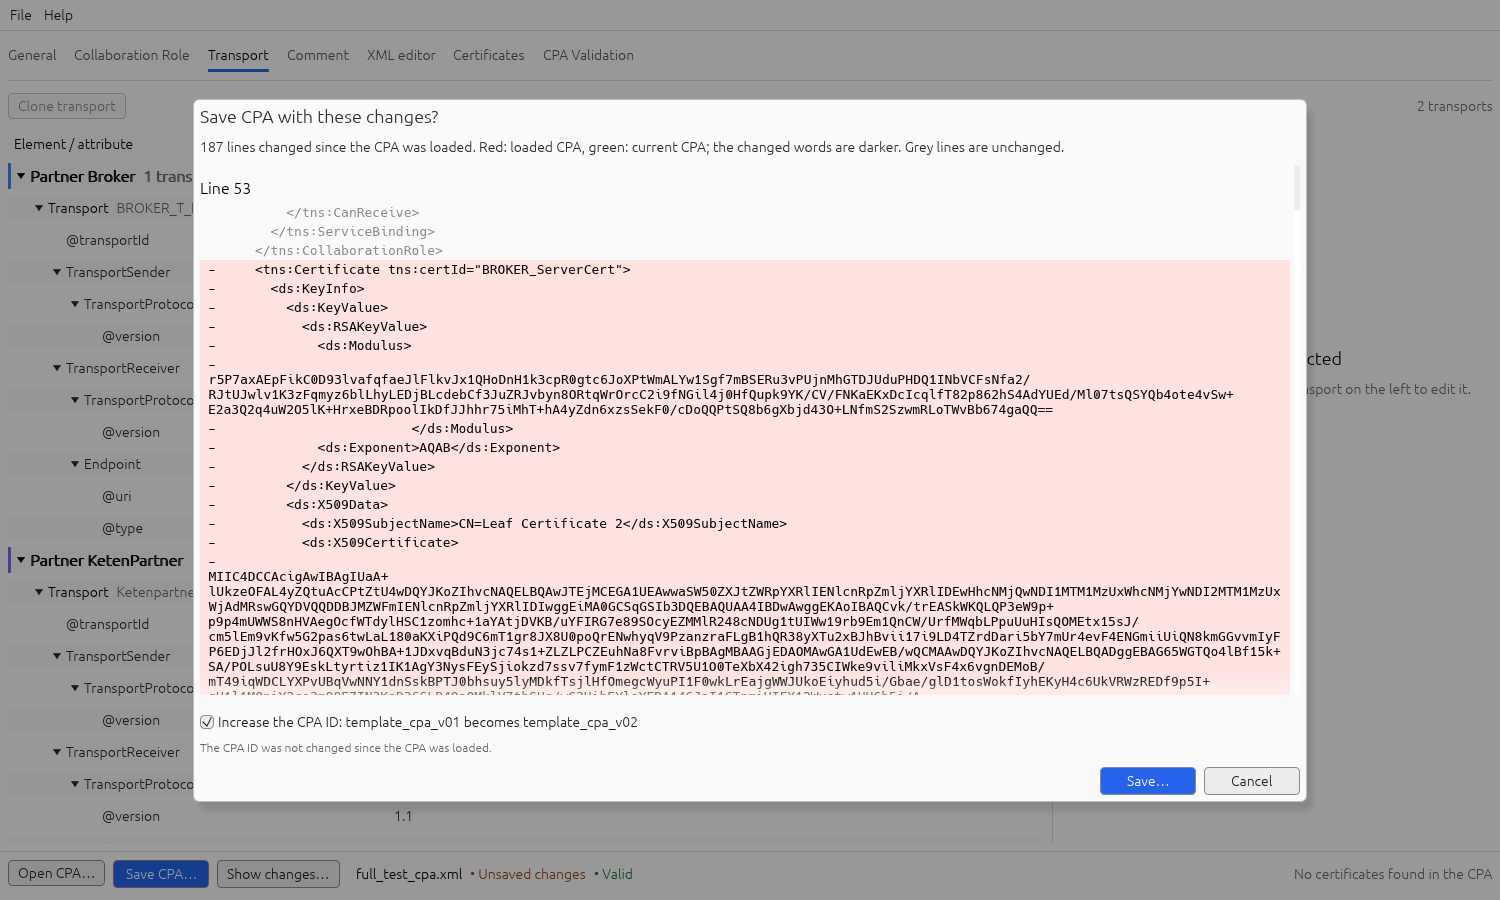 File Help
General Collaboration Role Transport Comment XML editor Certificates CPA Validation
Clone transport
2 transports
Element / attribute
Partner Broker 1 trans
Transport BROKER_T_
@transportId
TransportSender
TransportProtoco
@version
TransportReceiver
TransportProtoco
@version
Endpoint
@uri
@type
Partner KetenPartner
Transport Ketenpartne
TransportSender
TransportProtoco
@version
TransportReceiver
TransportProtoco
@version 1.1
cted
sport on the left to edit it.
Save CPA with these changes?
187 lines changed since the CPA was loaded. Red: loaded CPA, green: current CPA; the changed words are darker. Grey lines are unchanged.
Line 53
</tns:CanReceive>
</tns:ServiceBinding>
</tns:CollaborationRole>
- <tns:Certificate tns:certId="BROKER_ServerCert">
- <ds:KeyInfo>
- <ds:KeyValue>
- <ds:RSAKeyValue>
- <ds:Modulus>
-
r5P7axAEpFikC0D93lvafqfaeJlFlkvJx1QHoDnH1k3cpR0gtc6JoXPtWmALYw1Sgf7mBSERu3vPUjnMhGTDJUduPHDQ1INbVCFsNfa2/
RJtUJwlv1K3zFqmyz6blLhyLEDjBLcdebCf3JuZRJvbyn8ORtqWrOrcC2i9fNGil4j0HfQupk9YK/CV/FNKaEKxDcIcqlfT82p862hS4AdYUEd/Ml07tsQSYQb4ote4vSw+
E2a3Q2q4uW2O5lK+HrxeBDRpoolIkDfJJhhr75iMhT+hA4yZdn6xzsSekF0/cDoQQPtSQ8b6gXbjd43O+LNfmS2SzwmRLoTWvBb674gaQQ==
- </ds:Modulus>
- <ds:Exponent>AQAB</ds:Exponent>
- </ds:RSAKeyValue>
- </ds:KeyValue>
- <ds:X509Data>
- <ds:X509SubjectName>CN=Leaf Certificate 2</ds:X509SubjectName>
- <ds:X509Certificate>
-
MIIC4DCCAcigAwIBAgIUaA+
lUkzeOFAL4yZQtuAcCPtZtU4wDQYJKoZIhvcNAQELBQAwJTEjMCEGA1UEAwwaSW50ZXJtZWRpYXRlIENlcnRpZmljYXRlIDEwHhcNMjQwNDI1MTM1MzUxWhcNMjYwNDI2MTM1MzUx
WjAdMRswGQYDVQQDDBJMZWFmIENlcnRpZmljYXRlIDIwggEiMA0GCSqGSIb3DQEBAQUAA4IBDwAwggEKAoIBAQCvk/trEASkWKQLQP3eW9p+
p9p4mUWWS8nHVAegOcfWTdylHSC1zomhc+1aYAtjDVKB/uYFIRG7e89SOcyEZMMlR248cNDUg1tUIWw19rb9Em1QnCW/UrfMWqbLPpuUuHIsQOMEtx15sJ/
cm5lEm9vKfw5G2pas6twLaL180aKXiPQd9C6mT1gr8JX8U0poQrENwhyqV9PzanzraFLgB1hQR38yXTu2xBJhBvii17i9LD4TZrdDari5bY7mUr4evF4ENGmiiUiQN8kmGGvvmIyF
P6EDjJl2frHOxJ6QXT9wOhBA+1JDxvqBduN3jc74s1+ZLZLPCZEuhNa8FvrviBpBAgMBAAGjEDAOMAwGA1UdEwEB/wQCMAAwDQYJKoZIhvcNAQELBQADggEBAG65WGTQo4lBf15k+
SA/POLsuU8Y9EskLtyrtiz1IK1AgY3NysFEySjiokzd7ssv7fymF1zWctCTRV5U1O0TeXbX42igh735CIWke9viliMkxVsF4x6vgnDEMoB/
mT49iqWDCLYXPvUBqVwNNY1dnSskBPTJ0bhsuy5lyMDkfTsjlHfOmegcWyuPI1F0wkLrEajgWWJUkoEiyhud5i/Gbae/glD1tosWokfIyhEKyH4c6UkVRWzREDf9p5I+
Increase the CPA ID: template_cpa_v01 becomes template_cpa_v02
The CPA ID was not changed since the CPA was loaded.
Save… Cancel
Open CPA… Save CPA… Show changes… full_test_cpa.xml • Unsaved changes • Valid
No certificates found in the CPA